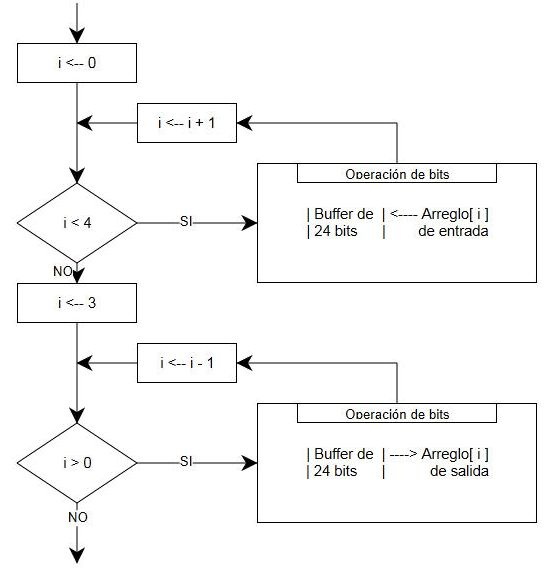 i <-- 0
i <-- i + 1
Operación de bits
i < 4
SI
| Buffer de | <---- Arreglo[ i ]
| 24 bits | de entrada
NO
i <-- 3
i <-- i - 1
Operación de bits
i > 0
SI
| Buffer de | ----> Arreglo[ i ]
| 24 bits | de salida
NO